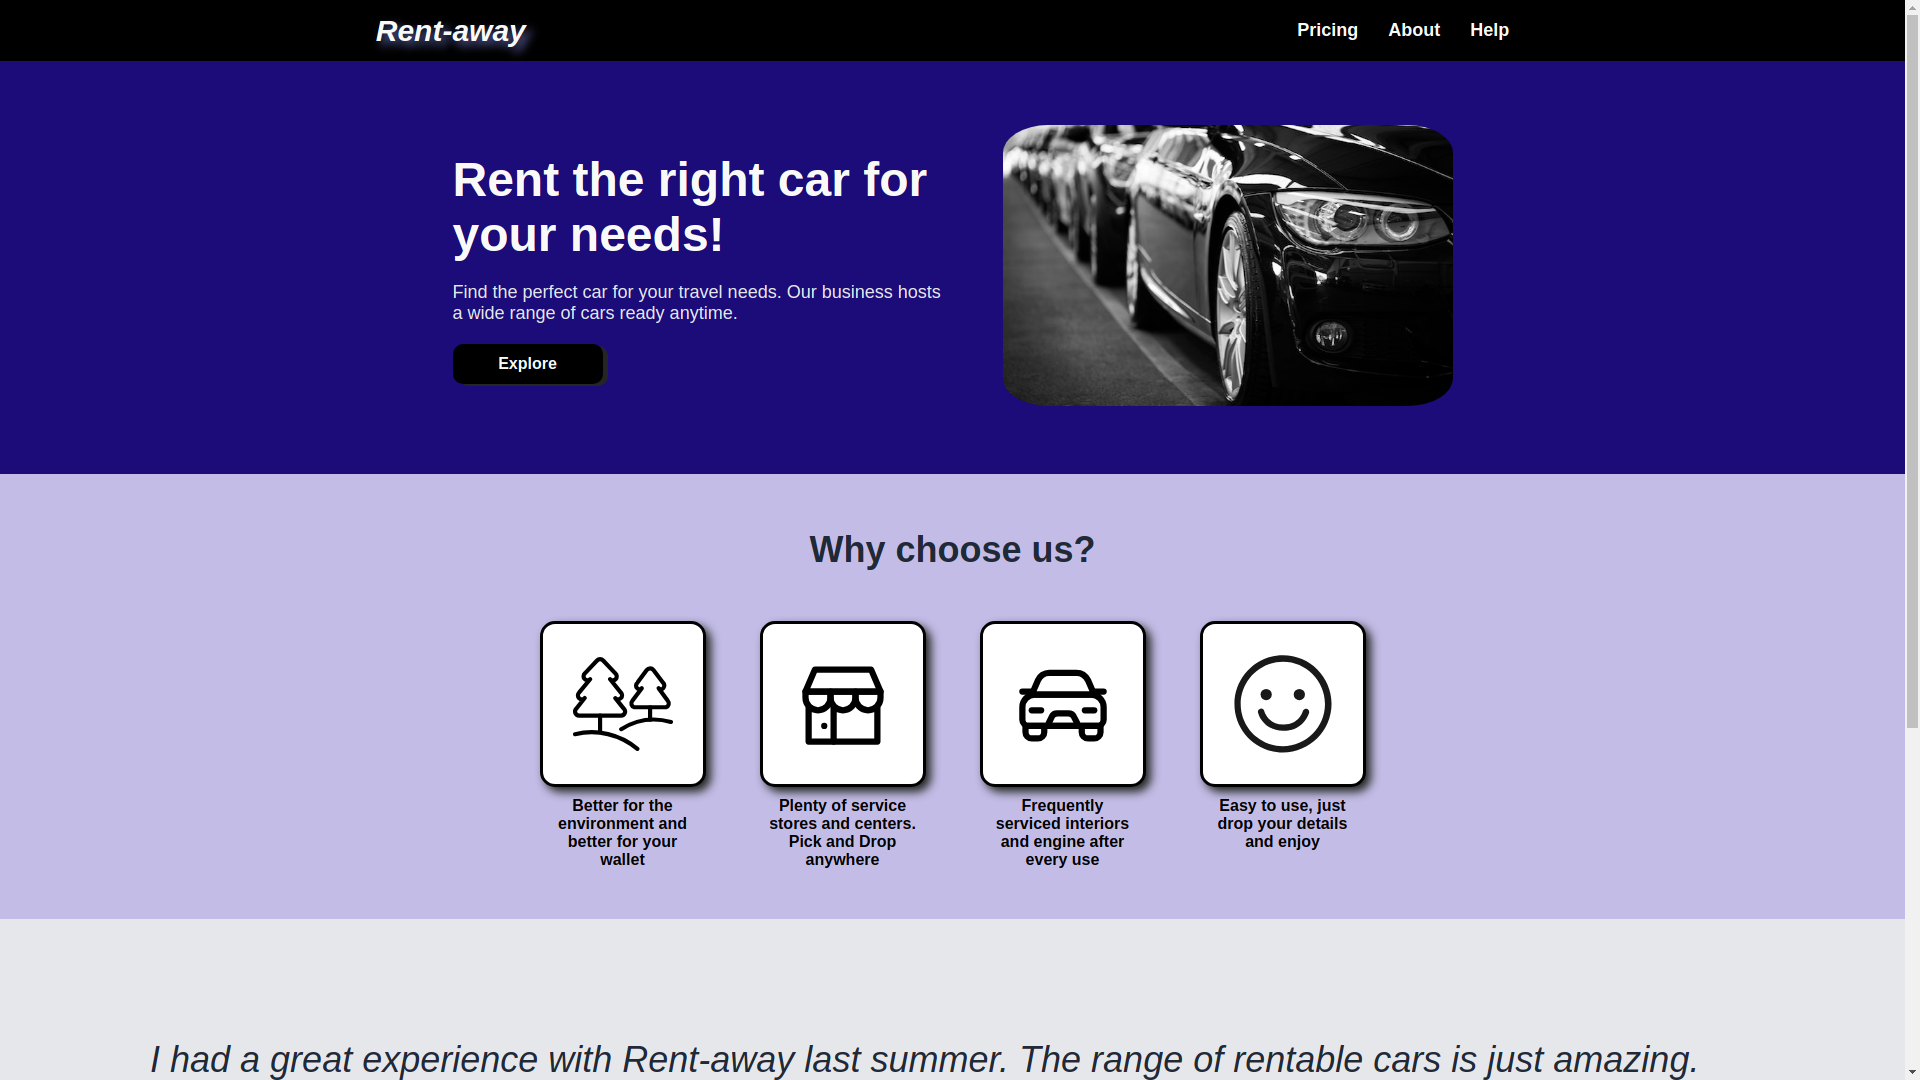 Rent-away
Pricing
About
Help
Rent the right car for
your needs!
Find the perfect car for your travel needs. Our business hosts
a wide range of cars ready anytime.
Explore
Why choose us?
Better for the
environment and
better for your
wallet
Plenty of service
stores and centers.
Pick and Drop
anywhere
Frequently
serviced interiors
and engine after
every use
Easy to use, just
drop your details
and enjoy
I had a great experience with Rent-away last summer. The range of rentable cars is just amazing.